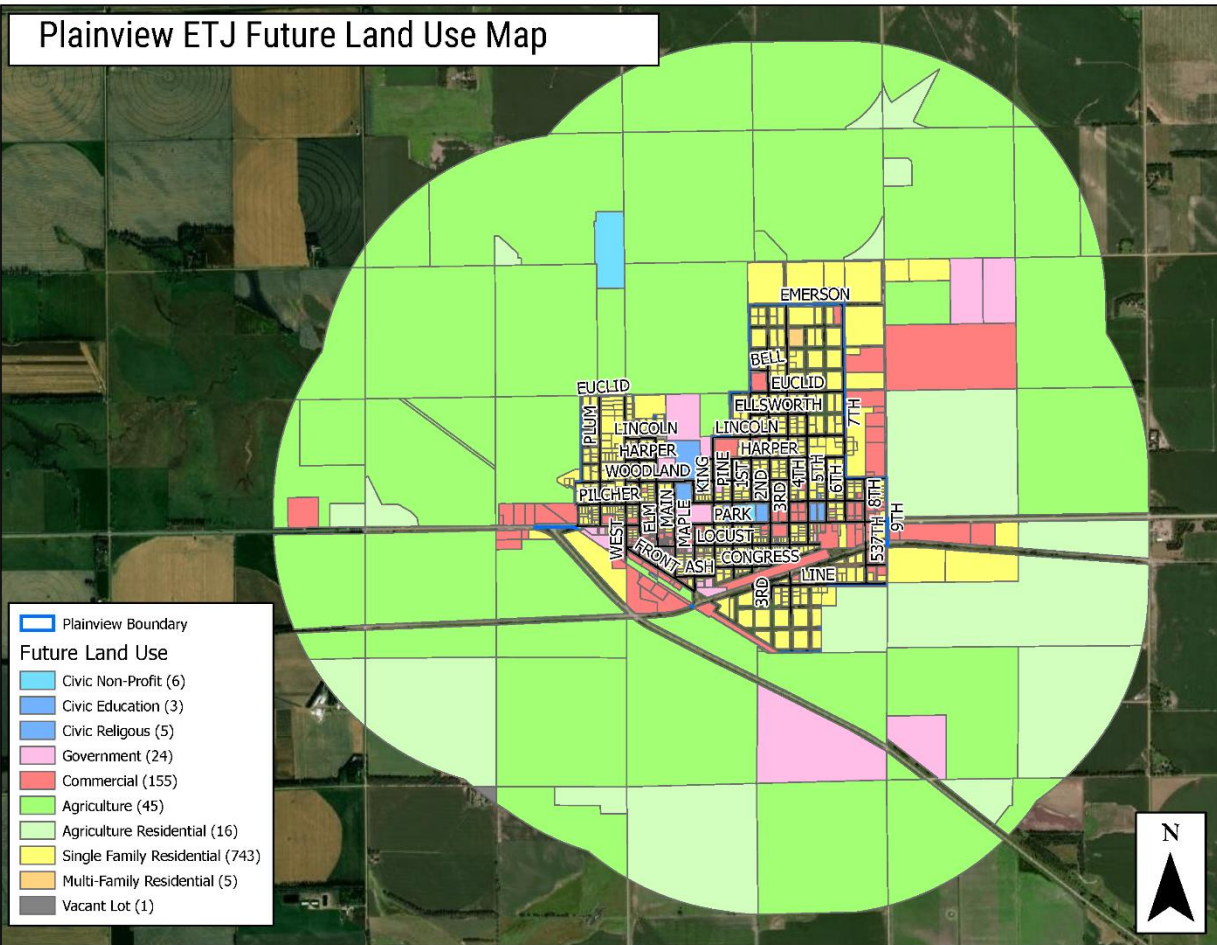 Plainview ETJ Future Land Use Map
EMERSON
BELL
EUCLID
EUCLID
ELLSWORTH
7TH
PLUM
LINCOLN
LINCOLN
HARPER
HARPER
WOODLAND
KING
PINE
1ST
2ND
3RD
4TH
5TH
6TH
8TH
PILCHER
ELM
MAIN
MAPLE
PARK
9TH
WEST
LOCUST
537TH
FRONT
CONGRESS
ASH
LINE
3RD
Plainview Boundary
Future Land Use
Civic Non-Profit (6)
Civic Education (3)
Civic Religous (5)
Government (24)
Commercial (155)
Agriculture (45)
Agriculture Residential (16)
Single Family Residential (743)
Multi-Family Residential (5)
Vacant Lot (1)
N